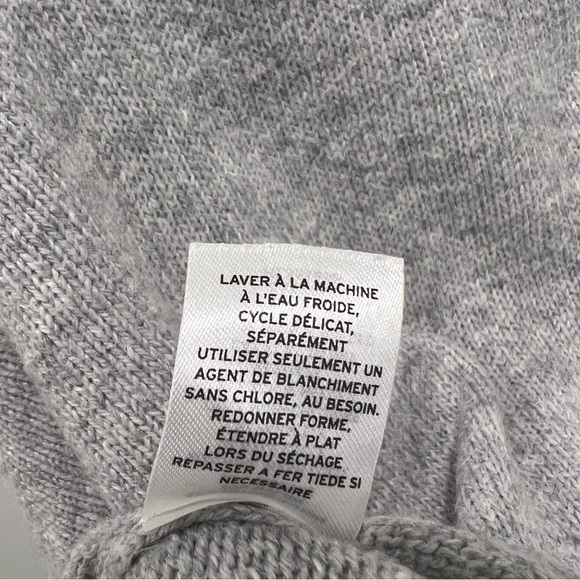 LAVER À LA MACHINE
À L'EAU FROIDE,
CYCLE DÉLICAT,
SÉPARÉMENT
UTILISER SEULEMENT UN
AGENT DE BLANCHIMENT
SANS CHLORE, AU BESOIN.
REDONNER FORME,
ÉTENDRE À PLAT
LORS DU SÉCHAGE
REPASSER A FER TIEDE SI
NECESSAIRE